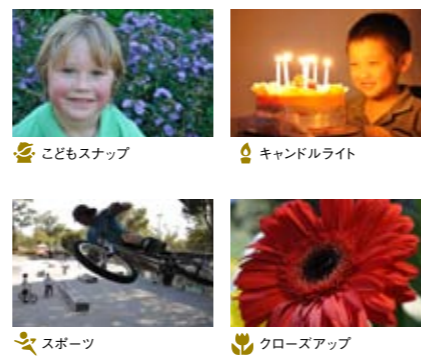 こどもスナップ
キャンドルライト
スポーツ
クローズアップ